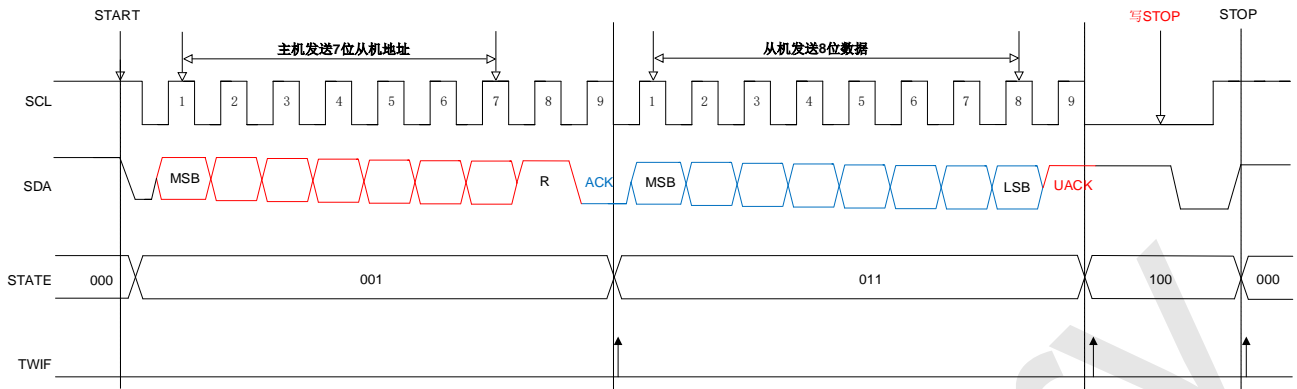 START
写STOP
STOP
主机发送7位从机地址
从机发送8位数据
SCL
1 2 3 4 5 6 7 8 9 1 2 3 4 5 6 7 8 9
SDA
MSB R ACK MSB LSB UACK
STATE
000 001 011 100 000
TWIF